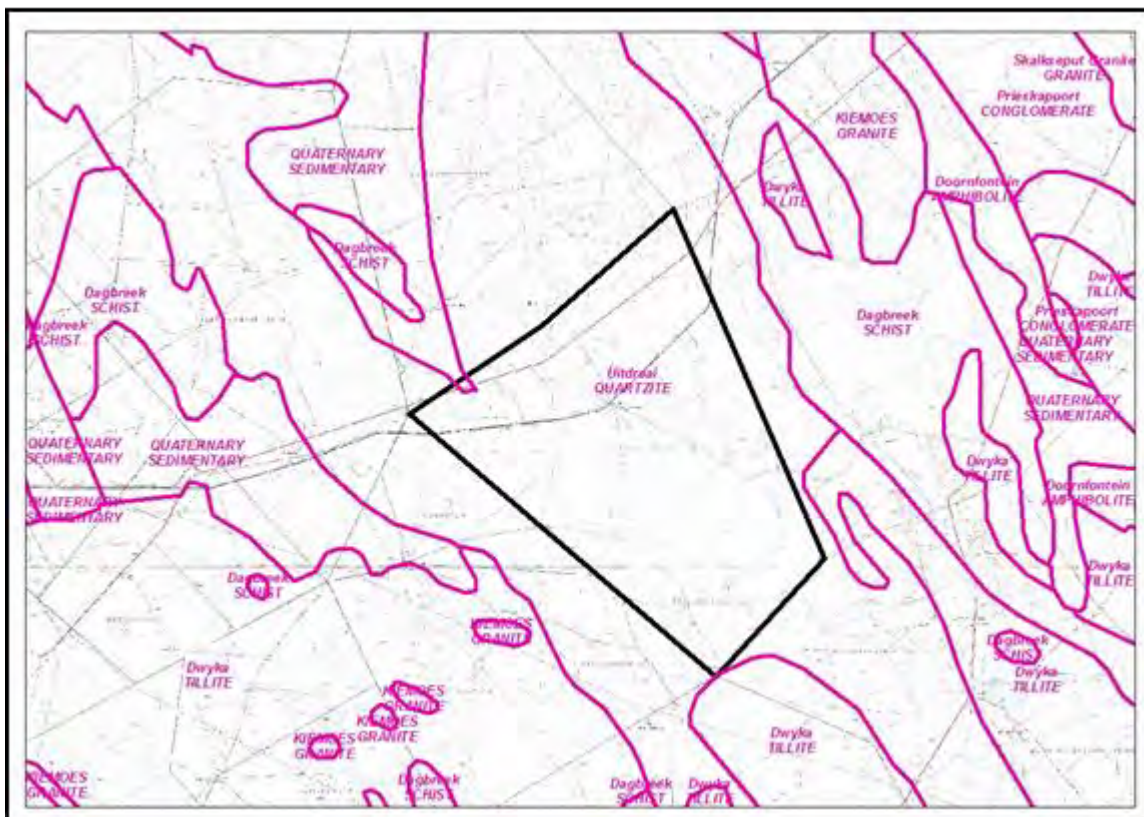 Skalkseput Granite
GRANITE
Prieskapoort
CONGLOMERATE
KIEMOES
GRANITE
QUATERNARY
SEDIMENTARY
Dwyka
TILLITE
Doornfontein
AMPHIBOLITE
Dagbreek
SCHIST
Dwyka
TILLITE
Dagbreek
SCHIST
Dagbreek
SCHIST
Dagbreek
SCHIST
Prieskapoort
CONGLOMERATE
QUATERNARY
SEDIMENTARY
Uitdraai
QUARTZITE
QUATERNARY
SEDIMENTARY
QUATERNARY
SEDIMENTARY
QUATERNARY
SEDIMENTARY
Dwyka
TILLITE
Doornfontein
AMPHIBOLITE
QUATERNARY
SEDIMENTARY
Dwyka
TILLITE
Dagbreek
SCHIST
KIEMOES
GRANITE
Dagbreek
SCHIS
Dwyka
TILLITE
Dwyka
TILLITE
KIEMOES
GRANITE
KIEMOES
GRANITE
KIEMOES
GRANITE
Dwyka
TILLITE
KIEMOES
GRANITE
Dagbreek
SCHIST
Dagbreek
SCHIST
Dwyka
TILLITE